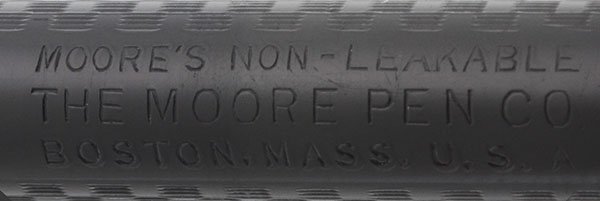 MOORE'S NON-LEAKABLE
THE MOORE PEN CO
BOSTON, MASS. U.S.A